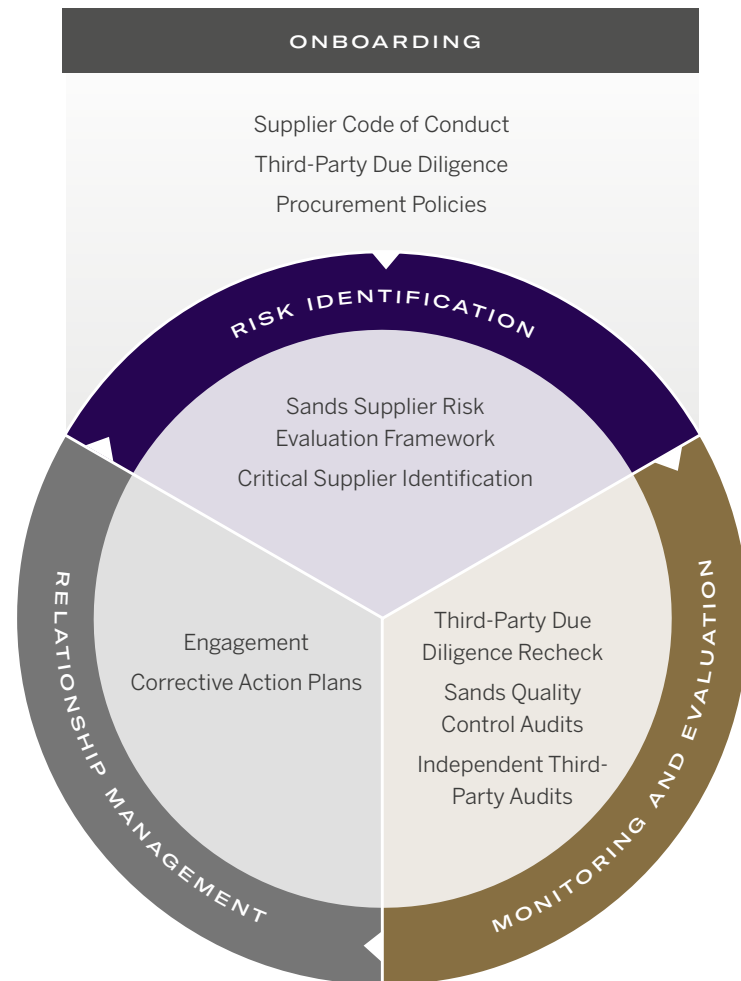 ONBOARDING
Supplier Code of Conduct
Third-Party Due Diligence
Procurement Policies
RISK IDENTIFICATION
Sands Supplier Risk
Evaluation Framework
Critical Supplier Identification
MONITORING AND EVALUATION
Third-Party Due
Diligence Recheck
Sands Quality
Control Audits
Independent Third-
Party Audits
RELATIONSHIP MANAGEMENT
Engagement
Corrective Action Plans